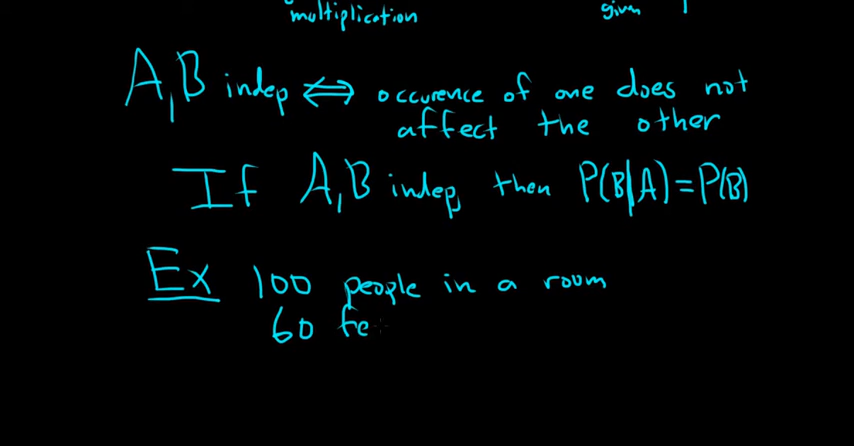 multiplication given
A,B indep ⟺ occurence of one does not
affect the other
If A,B indep, then P(B|A)=P(B)
Ex 100 people in a room
60 fe